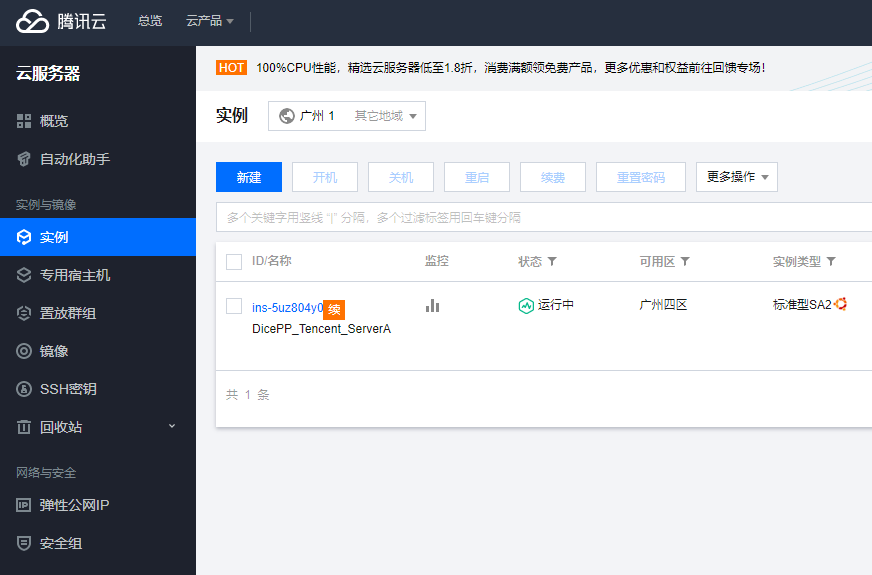 腾讯云 总览 云产品
云服务器
HOT 100%CPU性能，精选云服务器低至1.8折，消费满额领免费产品，更多优惠和权益前往回馈专场！
实例 广州 1 其它地域
概览
自动化助手
新建 开机 关机 重启 续费 重置密码 更多操作
实例与镜像
多个关键字用竖线 "|" 分隔，多个过滤标签用回车键分隔
实例
ID/名称 监控 状态 可用区 实例类型
专用宿主机
ins-5uz804y0 续 运行中 广州四区 标准型SA2
置放群组
DicePP_Tencent_ServerA
镜像
SSH密钥
共 1 条
回收站
网络与安全
IP 弹性公网IP
安全组